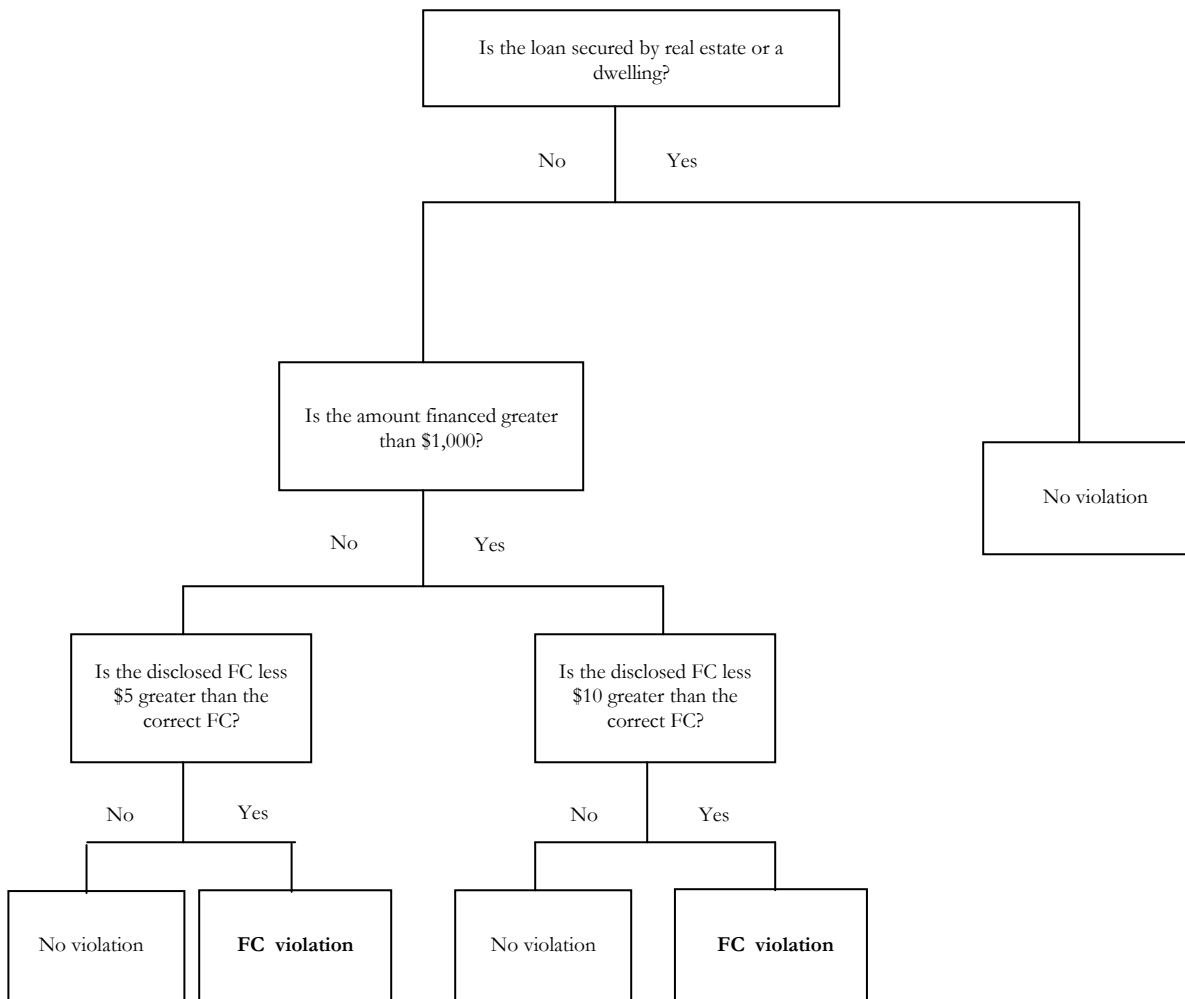 Is the loan secured by real estate or a
dwelling?
No
Yes
Is the amount financed greater
than $1,000?
No violation
No
Yes
Is the disclosed FC less
$5 greater than the
correct FC?
Is the disclosed FC less
$10 greater than the
correct FC?
No
Yes
No
Yes
No violation
FC violation
No violation
FC violation